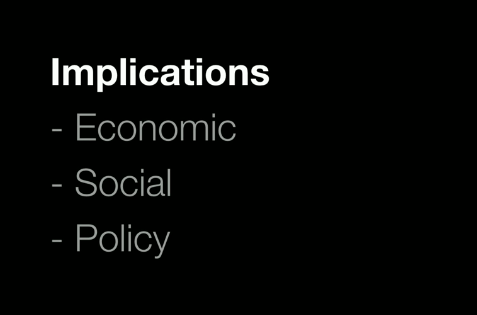 Implications
- Economic
- Social
- Policy